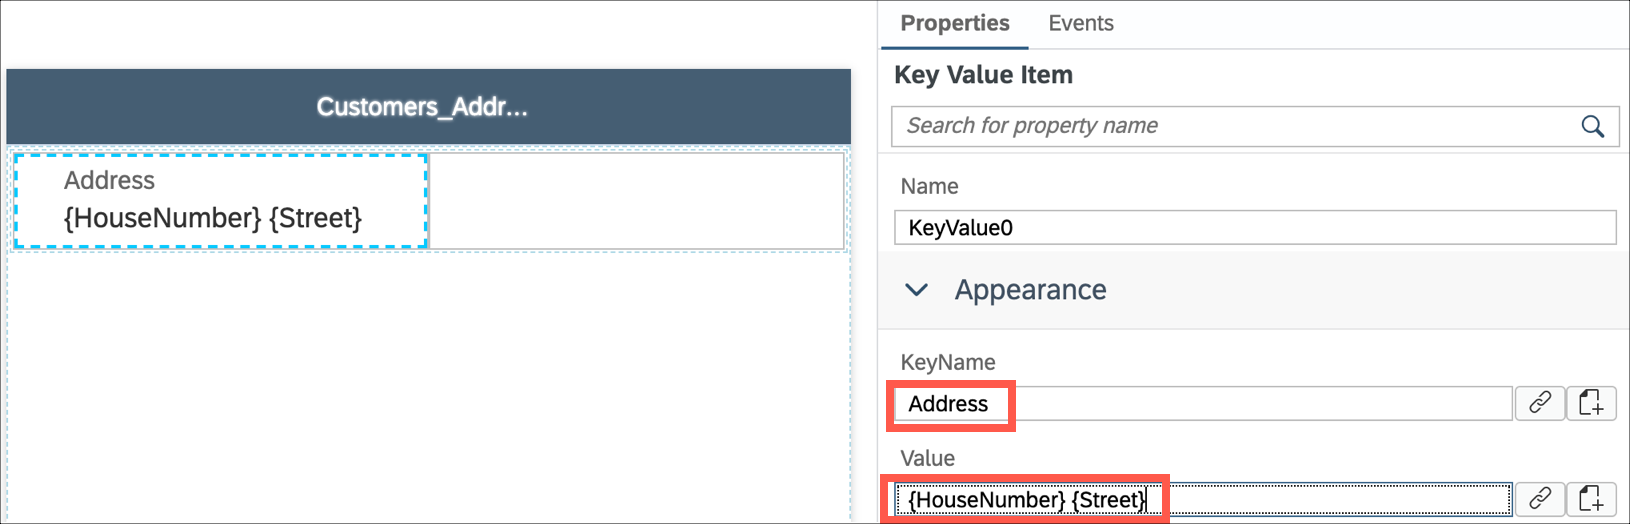 Customers_Addr...
Address
{HouseNumber} {Street}
Properties
Events
Key Value Item
Search for property name
Name
KeyValue0
Appearance
KeyName
Address
Value
{HouseNumber} {Street}